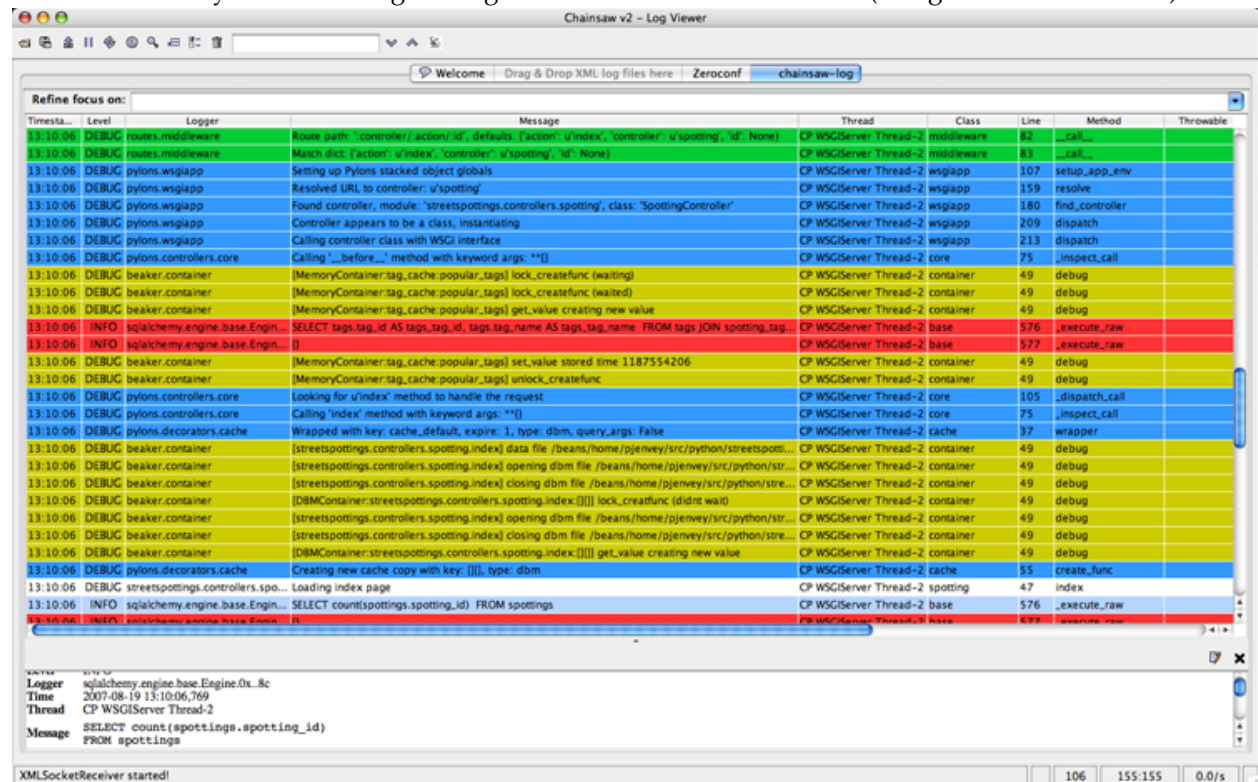 Chainsaw v2 – Log Viewer
Welcome Drag & Drop XML log files here Zeroconf chainsaw-log
Refine focus on:
Timesta... Level Logger Message Thread Class Line Method Throwable
13:10:06 DEBUG routes.middleware Route path: ':controller/:action/:id', defaults: {'action': u'index', 'controller': u'spotting', 'id': None} CP WSGIServer Thread-2 middleware 82 __call__
13:10:06 DEBUG routes.middleware Match dict: {'action': u'index', 'controller': u'spotting', 'id': None} CP WSGIServer Thread-2 middleware 83 __call__
13:10:06 DEBUG pylons.wsgiapp Setting up Pylons stacked object globals CP WSGIServer Thread-2 wsgiapp 107 setup_app_env
13:10:06 DEBUG pylons.wsgiapp Resolved URL to controller: u'spotting' CP WSGIServer Thread-2 wsgiapp 159 resolve
13:10:06 DEBUG pylons.wsgiapp Found controller, module: 'streetspottings.controllers.spotting', class: 'SpottingController' CP WSGIServer Thread-2 wsgiapp 180 find_controller
13:10:06 DEBUG pylons.wsgiapp Controller appears to be a class, instantiating CP WSGIServer Thread-2 wsgiapp 209 dispatch
13:10:06 DEBUG pylons.wsgiapp Calling controller class with WSGI interface CP WSGIServer Thread-2 wsgiapp 213 dispatch
13:10:06 DEBUG pylons.controllers.core Calling '__before__' method with keyword args: **{} CP WSGIServer Thread-2 core 75 _inspect_call
13:10:06 DEBUG beaker.container [MemoryContainer:tag_cache:popular_tags] lock_createfunc (waiting) CP WSGIServer Thread-2 container 49 debug
13:10:06 DEBUG beaker.container [MemoryContainer:tag_cache:popular_tags] lock_createfunc (waited) CP WSGIServer Thread-2 container 49 debug
13:10:06 DEBUG beaker.container [MemoryContainer:tag_cache:popular_tags] get_value creating new value CP WSGIServer Thread-2 container 49 debug
13:10:06 INFO sqlalchemy.engine.base.Engin... SELECT tags.tag_id AS tags_tag_id, tags.tag_name AS tags_tag_name FROM tags JOIN spotting_tag... CP WSGIServer Thread-2 base 576 _execute_raw
13:10:06 INFO sqlalchemy.engine.base.Engin... {} CP WSGIServer Thread-2 base 577 _execute_raw
13:10:06 DEBUG beaker.container [MemoryContainer:tag_cache:popular_tags] set_value stored time 1187554206 CP WSGIServer Thread-2 container 49 debug
13:10:06 DEBUG beaker.container [MemoryContainer:tag_cache:popular_tags] unlock_createfunc CP WSGIServer Thread-2 container 49 debug
13:10:06 DEBUG pylons.controllers.core Looking for u'index' method to handle the request CP WSGIServer Thread-2 core 105 _dispatch_call
13:10:06 DEBUG pylons.controllers.core Calling 'index' method with keyword args: **{} CP WSGIServer Thread-2 core 75 _inspect_call
13:10:06 DEBUG pylons.decorators.cache Wrapped with key: cache_default, expire: 1, type: dbm, query_args: False CP WSGIServer Thread-2 cache 37 wrapper
13:10:06 DEBUG beaker.container [streetspottings.controllers.spotting.index] data file /beans/home/pjenvey/src/python/streetspotti... CP WSGIServer Thread-2 container 49 debug
13:10:06 DEBUG beaker.container [streetspottings.controllers.spotting.index] opening dbm file /beans/home/pjenvey/src/python/str... CP WSGIServer Thread-2 container 49 debug
13:10:06 DEBUG beaker.container [streetspottings.controllers.spotting.index] closing dbm file /beans/home/pjenvey/src/python/stre... CP WSGIServer Thread-2 container 49 debug
13:10:06 DEBUG beaker.container [DBMContainer:streetspottings.controllers.spotting.index:[][]] lock_creatfunc (didnt wait) CP WSGIServer Thread-2 container 49 debug
13:10:06 DEBUG beaker.container [streetspottings.controllers.spotting.index] opening dbm file /beans/home/pjenvey/src/python/str... CP WSGIServer Thread-2 container 49 debug
13:10:06 DEBUG beaker.container [streetspottings.controllers.spotting.index] closing dbm file /beans/home/pjenvey/src/python/stre... CP WSGIServer Thread-2 container 49 debug
13:10:06 DEBUG beaker.container [DBMContainer:streetspottings.controllers.spotting.index:[][]] get_value creating new value CP WSGIServer Thread-2 container 49 debug
13:10:06 DEBUG pylons.decorators.cache Creating new cache copy with key: [][], type: dbm CP WSGIServer Thread-2 cache 55 create_func
13:10:06 DEBUG streetspottings.controllers.spo... Loading index page CP WSGIServer Thread-2 spotting 47 index
13:10:06 INFO sqlalchemy.engine.base.Engin... SELECT count(spottings.spotting_id) FROM spottings CP WSGIServer Thread-2 base 576 _execute_raw
13:10:06 INFO sqlalchemy.engine.base.Engin... {} CP WSGIServer Thread-2 base 577 _execute_raw
Level INFO
Logger sqlalchemy.engine.base.Engine.0x..8c
Time 2007-08-19 13:10:06,769
Thread CP WSGIServer Thread-2
Message SELECT count(spottings.spotting_id)
FROM spottings
XMLSocketReceiver started! 106 155:155 0.0/s